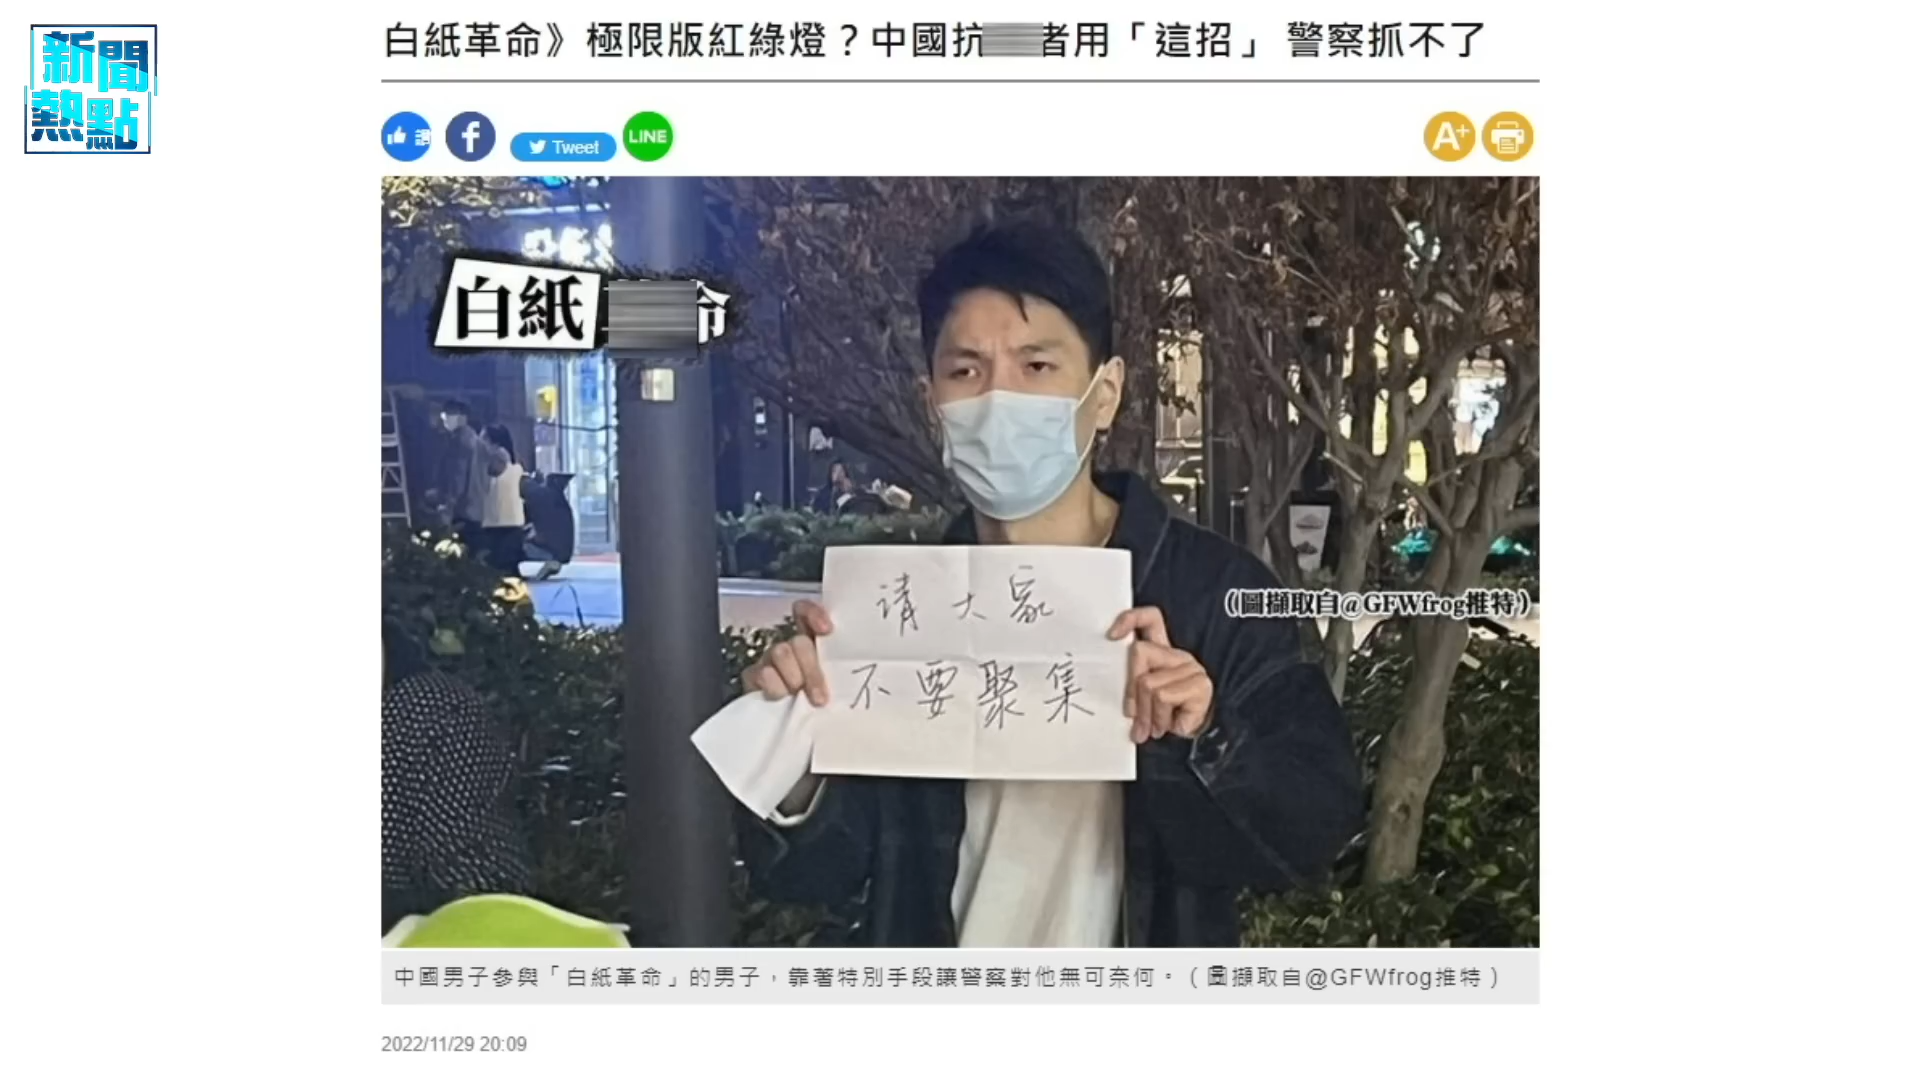 新聞
熱點
白紙革命》極限版紅綠燈？中國抗者用「這招」 警察抓不了
讚
f
Tweet
LINE
A+
白紙命
请大家
不要聚集
（圖擷取自@GFWfrog推特）
中國男子參與「白紙革命」的男子，靠著特別手段讓警察對他無可奈何。（圖擷取自@GFWfrog推特）
2022/11/29 20:09